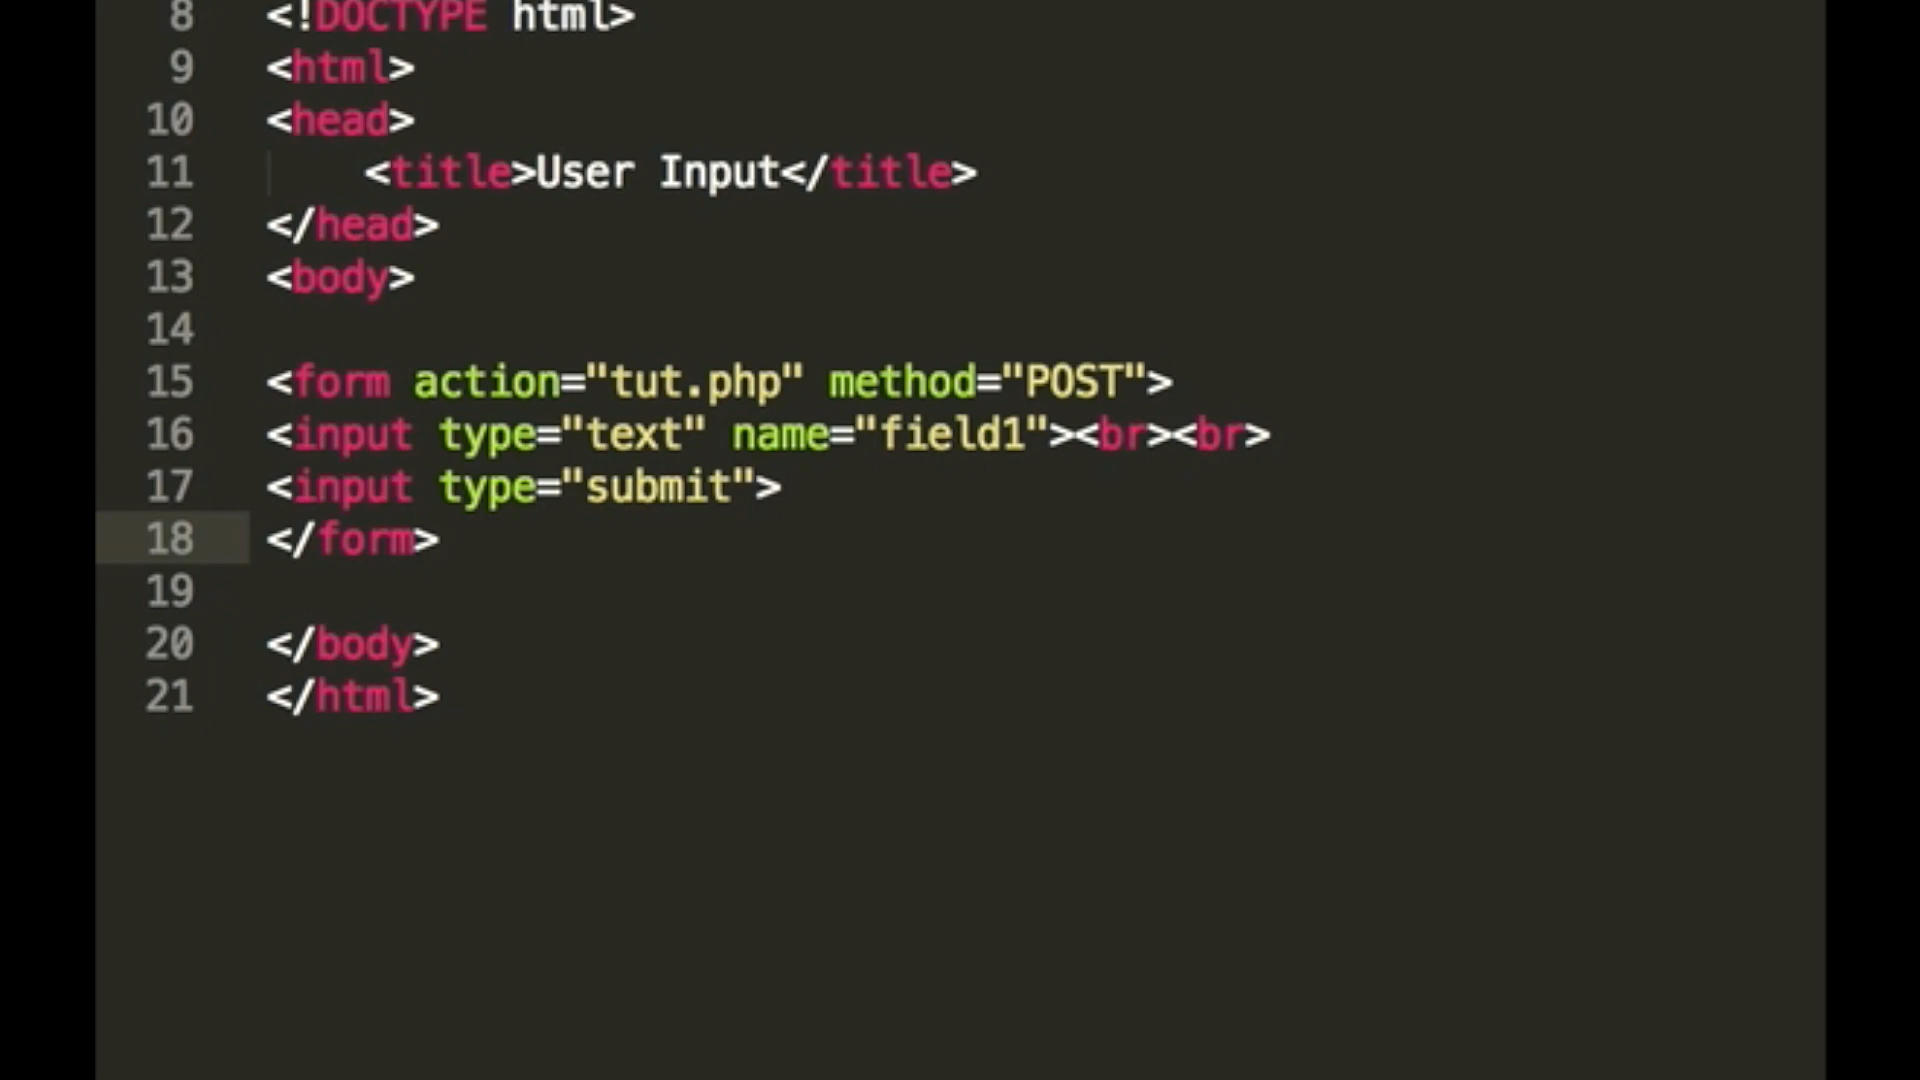 8 <!DOCTYPE html>
9 <html>
10 <head>
11 <title>User Input</title>
12 </head>
13 <body>
14
15 <form action="tut.php" method="POST">
16 <input type="text" name="field1"><br><br>
17 <input type="submit">
18 </form>
19
20 </body>
21 </html>